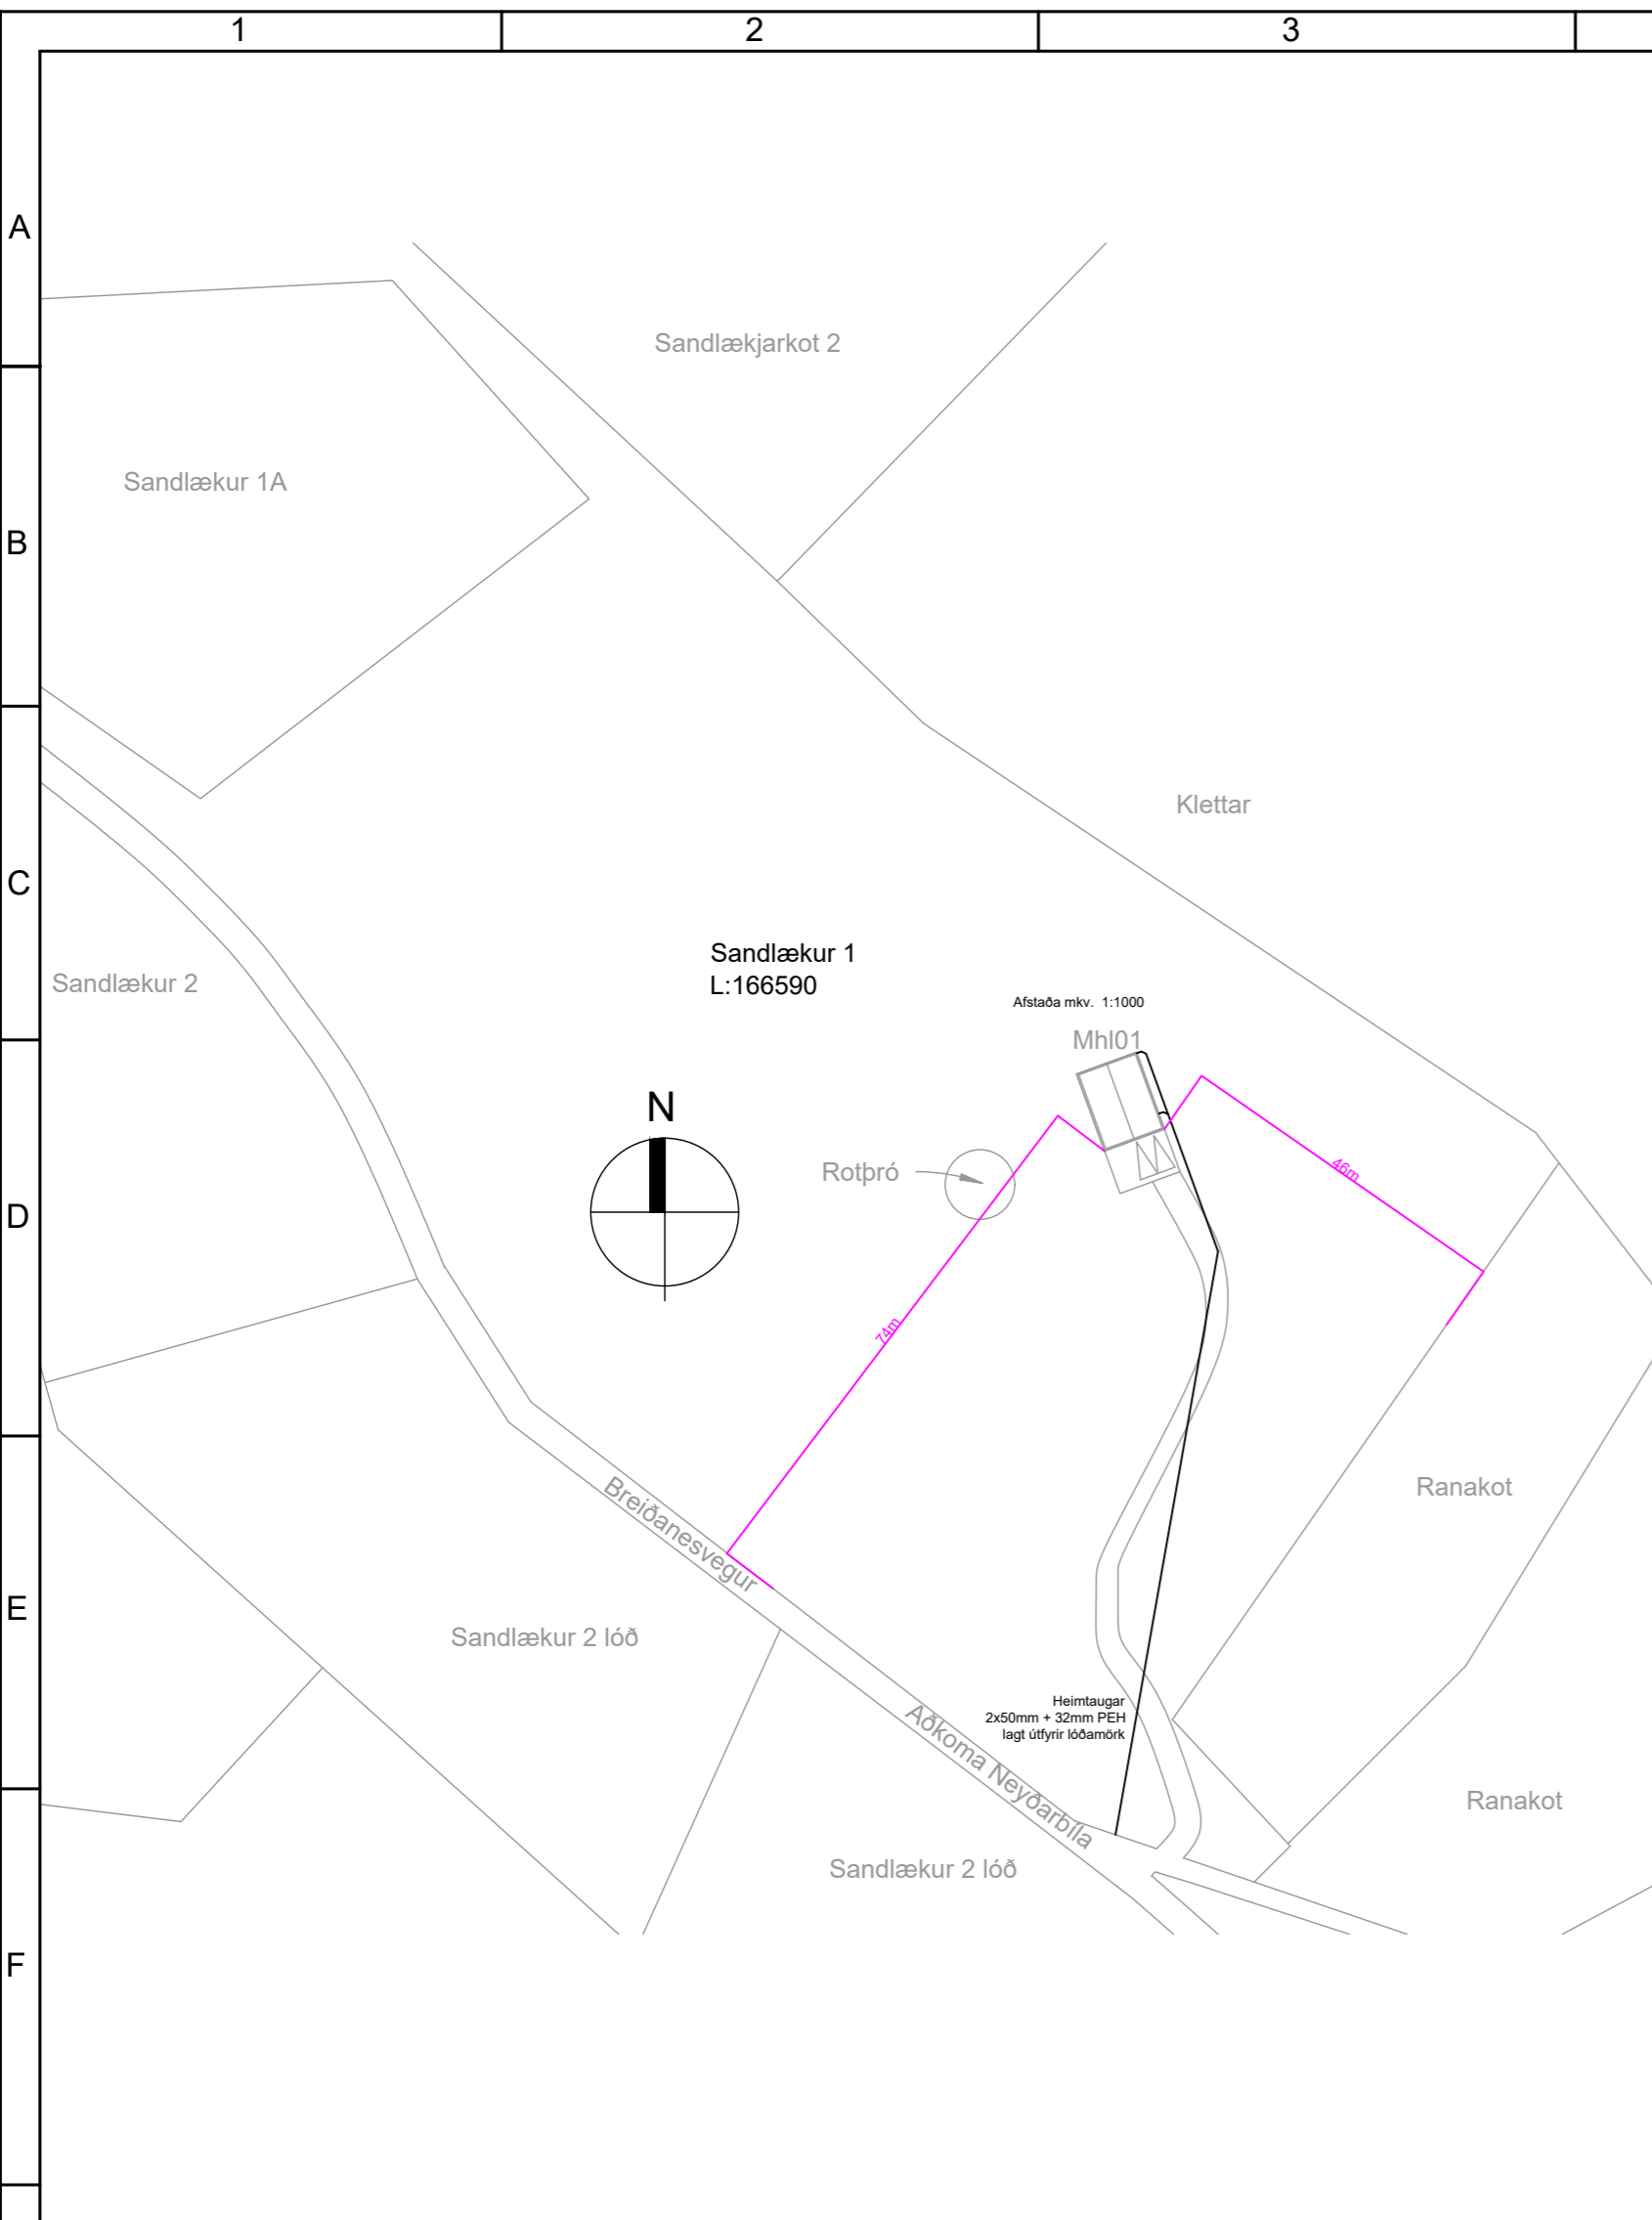 1
2
3
A
Sandlækjarkot 2
Sandlækur 1A
B
Klettar
C
Sandlækur 1
L:166590
Sandlækur 2
Afstaða mkv. 1:1000
Mhl01
N
Rotþró
46m
D
74m
Ranakot
Breiðanesvegur
E
Sandlækur 2 lóð
Heimtaugar
2x50mm + 32mm PEH
lagt útfyrir lóðamörk
Aðkoma Neyðarbíla
Ranakot
Sandlækur 2 lóð
F